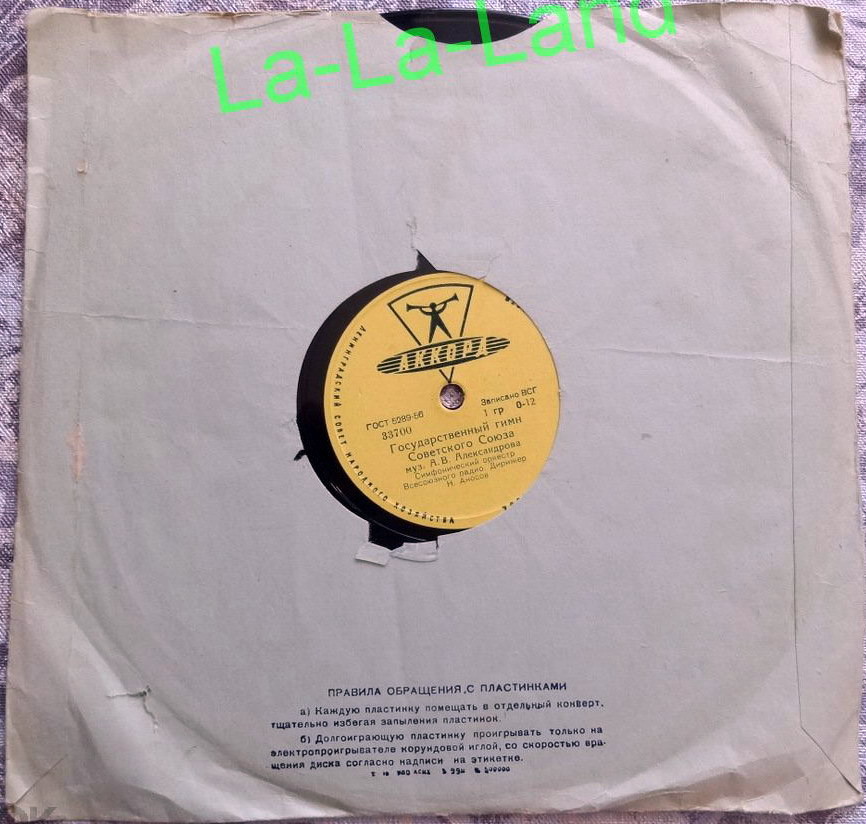 La-La-Land
АККОРД
ЛЕНИНГРАДСКИЙ СОВЕТ НАРОДНОГО ХОЗЯЙСТВА
ГОСТ 5289-56
Записано ВСГ
33700
1 гр 0-12
Государственный гимн
Советского Союза
муз. А. В. Александрова
Симфонический оркестр
Всесоюзного радио. Дирижер
Н. Аносов
ПРАВИЛА ОБРАЩЕНИЯ С ПЛАСТИНКАМИ
а) Каждую пластинку помещать в отдельный конверт,
тщательно избегая запыления пластинок.
б) Долгоиграющую пластинку проигрывать только на
электропроигрывателе корундовой иглой, со скоростью вра-
щения диска согласно надписи на этикетке.